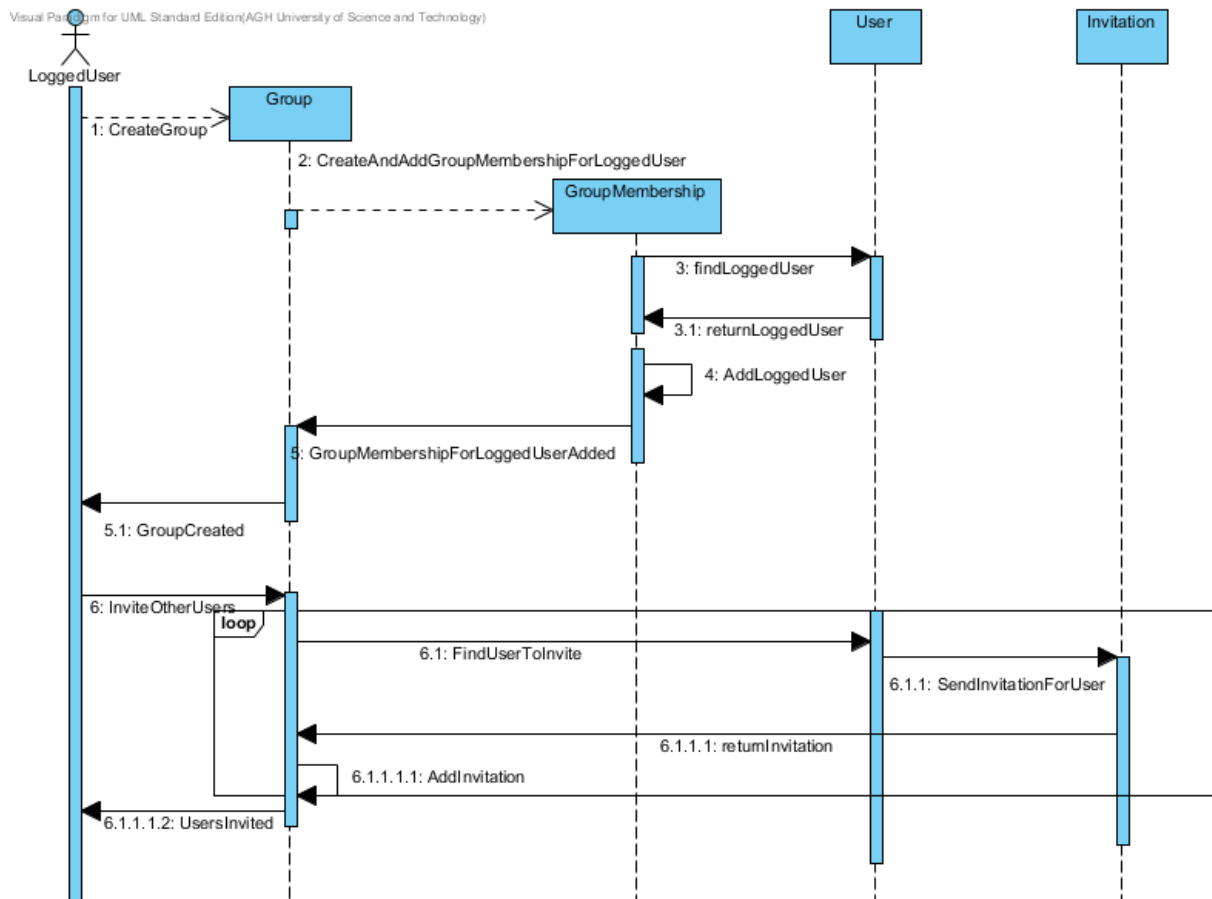 Visual Paradigm for UML Standard Edition(AGH University of Science and Technology)
User
Invitation
LoggedUser
Group
1: CreateGroup
2: CreateAndAddGroupMembershipForLoggedUser
GroupMembership
3: findLoggedUser
3.1: returnLoggedUser
4: AddLoggedUser
5: GroupMembershipForLoggedUserAdded
5.1: GroupCreated
6: InviteOtherUsers
loop
6.1: FindUserToInvite
6.1.1: SendInvitationForUser
6.1.1.1: returnInvitation
6.1.1.1.1: AddInvitation
6.1.1.1.2: UsersInvited